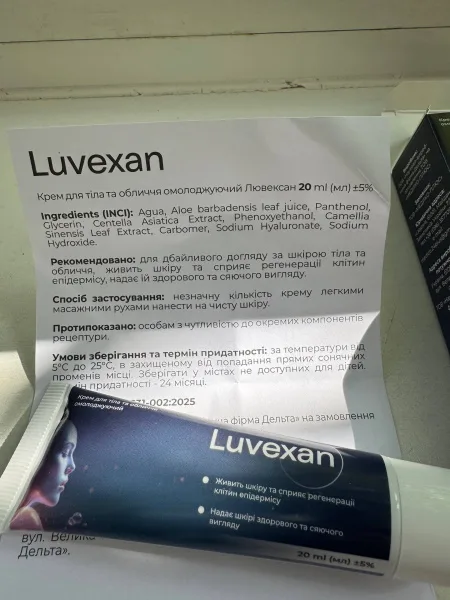 Luvexan
Крем для тіла та обличчя омолоджуючий Лювексан 20 ml (мл) ±5%
Ingredients (INCI): Agua, Aloe barbadensis leaf juice, Panthenol,
Glycerin, Centella Asiatica Extract, Phenoxyethanol, Camellia
Sinensis Leaf Extract, Carbomer, Sodium Hyaluronate, Sodium
Hydroxide.
Рекомендовано: для дбайливого догляду за шкірою тіла та
обличчя, живить шкіру та сприяє регенерації клітин
епідермісу, надає їй здорового та сяючого вигляду.
Спосіб застосування: незначну кількість крему легкими
масажними рухами нанести на чисту шкіру.
Протипоказано: особам з чутливістю до окремих компонентів
рецептури.
Умови зберігання та термін придатності: за температури від
5°C до 25°C, в захищеному від попадання прямих сонячних
променів місці. Зберігати у містах не доступних для дітей.
термін придатності - 24 місяці.
-002:2025
фірма Дельта» на замовлення
Крем для тіла та обличчя
омолоджуючий
Luvexan
Живить шкіру та сприяє регенерації
клітин епідермісу
Надає шкірі здорового та сяючого
вигляду
20 ml (мл) ±5%
вул. Велика
Дельта».